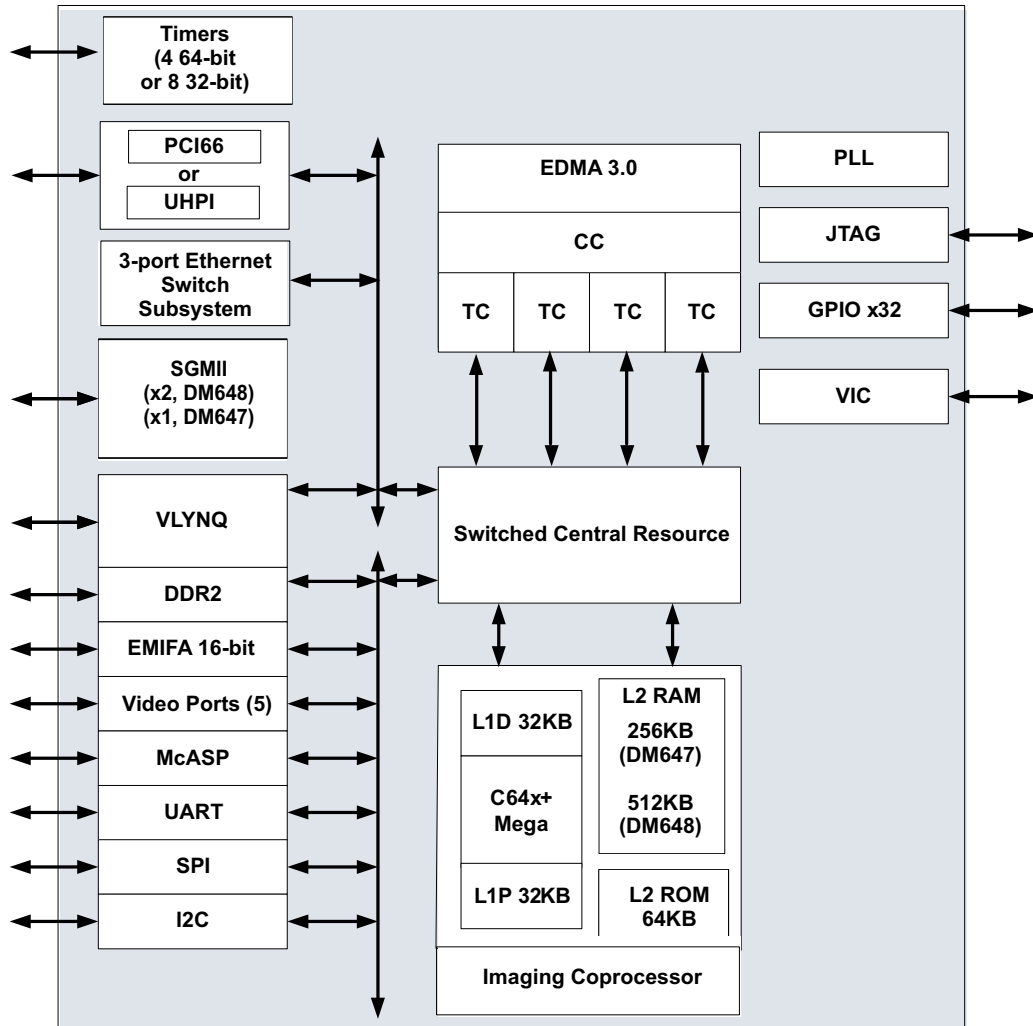 Timers
(4 64-bit
or 8 32-bit)
PCI66
or
UHPI
3-port Ethernet
Switch
Subsystem
SGMII
(x2, DM648)
(x1, DM647)
VLYNQ
DDR2
EMIFA 16-bit
Video Ports (5)
McASP
UART
SPI
I2C
EDMA 3.0
CC
TC TC TC TC
Switched Central Resource
L1D 32KB
C64x+
Mega
L1P 32KB
L2 RAM
256KB
(DM647)
512KB
(DM648)
L2 ROM
64KB
Imaging Coprocessor
PLL
JTAG
GPIO x32
VIC